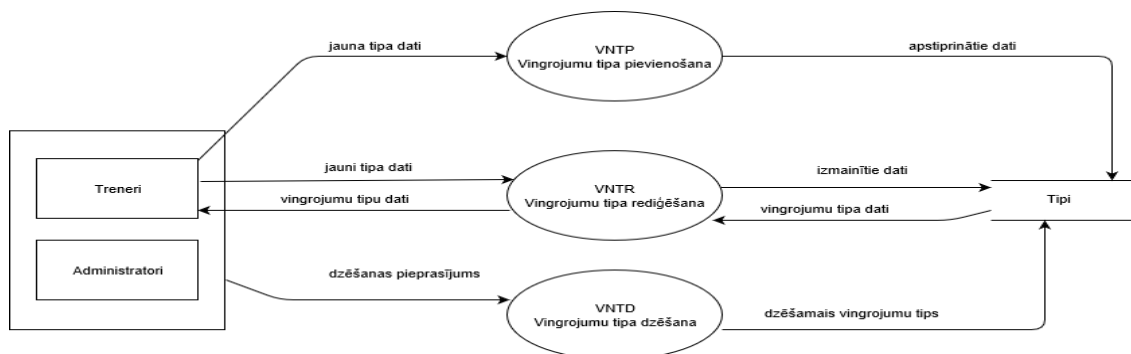 jauna tipa dati
VNTP
Vingrojumu tipa pievienošana
apstiprinātie dati
Treneri
jauni tipa dati
vingrojumu tipu dati
VNTR
Vingrojumu tipa rediģēšana
izmainītie dati
vingrojumu tipa dati
Tipi
Administratori
dzēšanas pieprasījums
VNTD
Vingrojumu tipa dzēšana
dzēšamais vingrojumu tips